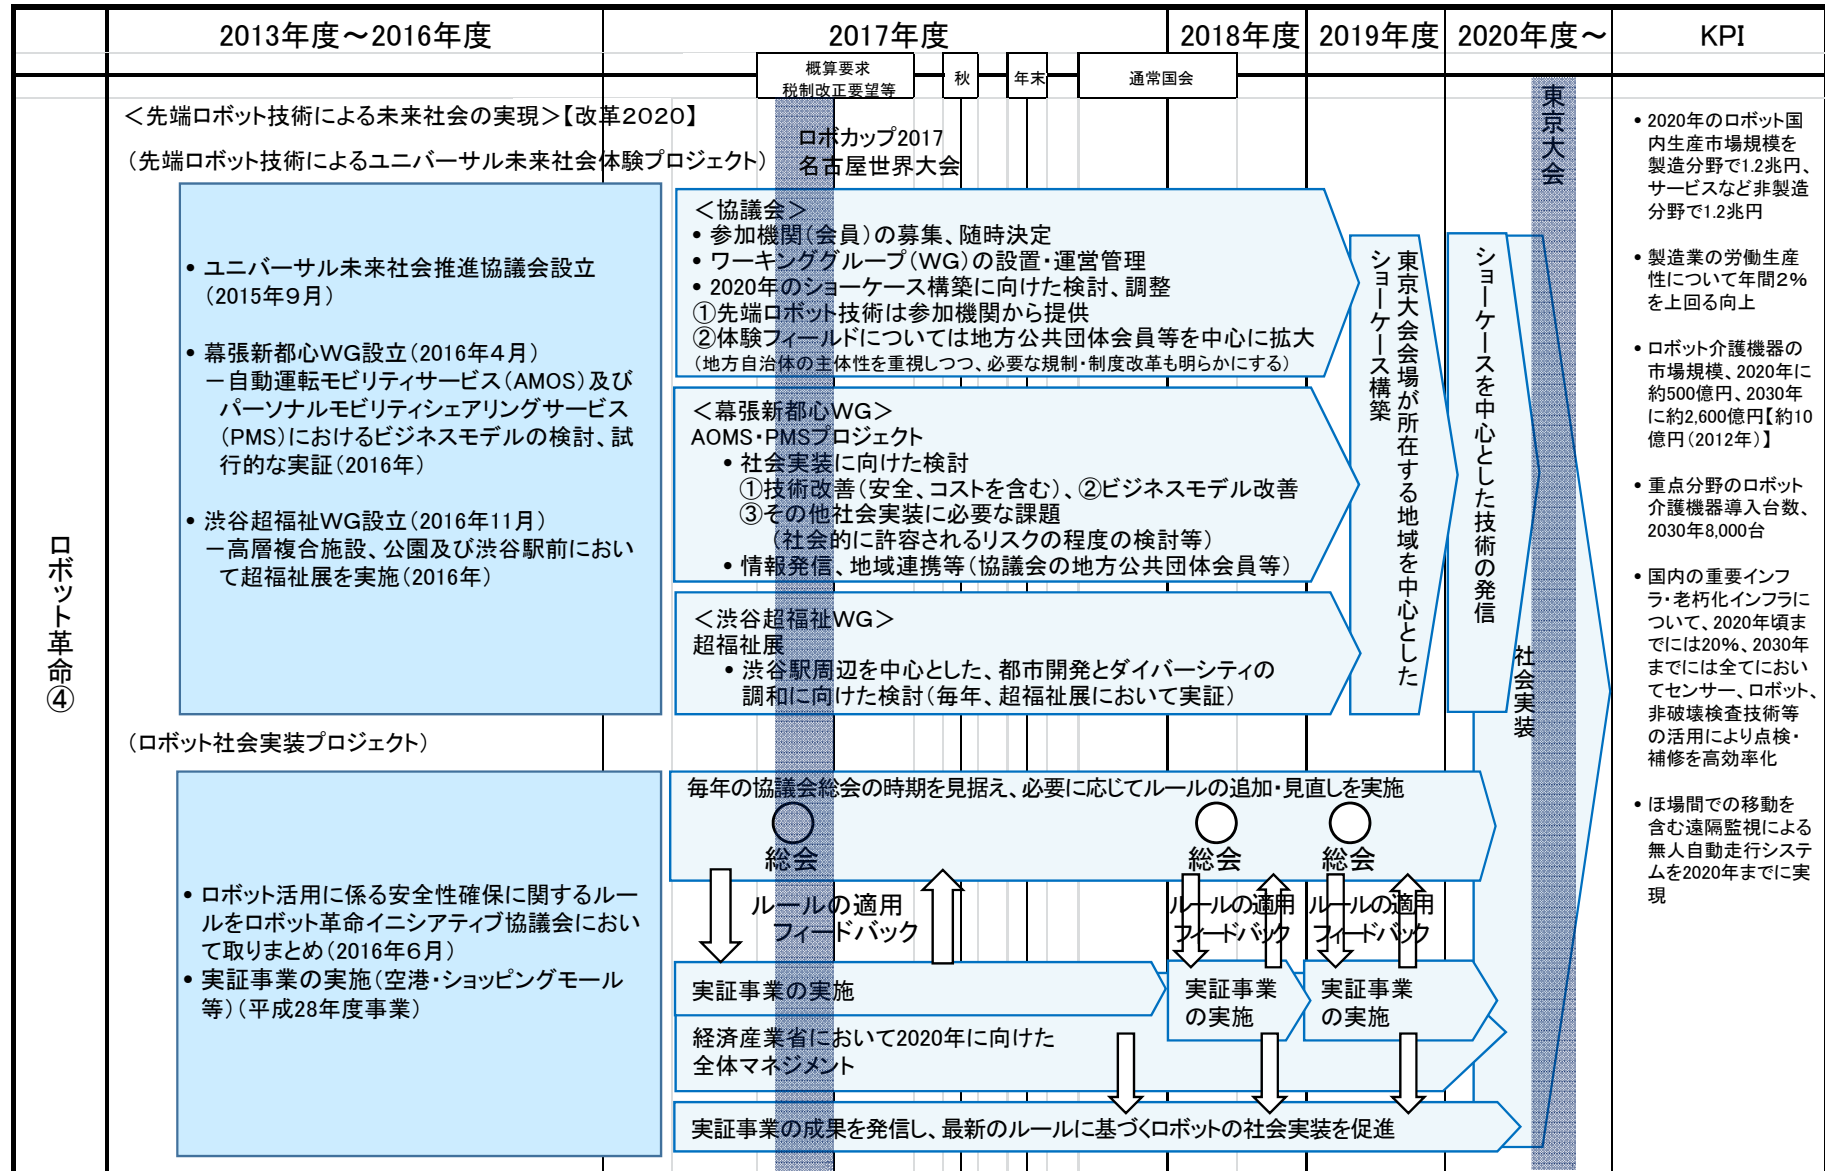 2013年度～2016年度
2017年度
2018年度
2019年度
2020年度～
KPI
概算要求
税制改正要望等
秋
年末
通常国会
ロボット革命④
＜先端ロボット技術による未来社会の実現＞【改革2020】
（先端ロボット技術によるユニバーサル未来社会体験プロジェクト）
ロボカップ2017
名古屋世界大会
東京大会
• ユニバーサル未来社会推進協議会設立
（2015年９月）
• 幕張新都心WG設立（2016年４月）
－自動運転モビリティサービス（AMOS）及び
パーソナルモビリティシェアリングサービス
（PMS）におけるビジネスモデルの検討、試
行的な実証（2016年）
• 渋谷超福祉WG設立（2016年11月）
－高層複合施設、公園及び渋谷駅前におい
て超福祉展を実施（2016年）
＜協議会＞
• 参加機関（会員）の募集、随時決定
• ワーキンググループ（WG）の設置・運営管理
• 2020年のショーケース構築に向けた検討、調整
①先端ロボット技術は参加機関から提供
②体験フィールドについては地方公共団体会員等を中心に拡大
（地方自治体の主体性を重視しつつ、必要な規制・制度改革も明らかにする）
＜幕張新都心WG＞
AOMS・PMSプロジェクト
• 社会実装に向けた検討
①技術改善（安全、コストを含む）、②ビジネスモデル改善
③その他社会実装に必要な課題
（社会的に許容されるリスクの程度の検討等）
• 情報発信、地域連携等（協議会の地方公共団体会員等）
＜渋谷超福祉WG＞
超福祉展
• 渋谷駅周辺を中心とした、都市開発とダイバーシティの
調和に向けた検討（毎年、超福祉展において実証）
東京大会会場が所在する地域を中心とした
ショーケース構築
ショーケースを中心とした技術の発信
社会実装
（ロボット社会実装プロジェクト）
• ロボット活用に係る安全性確保に関するルー
ルをロボット革命イニシアティブ協議会におい
て取りまとめ（2016年６月）
• 実証事業の実施（空港・ショッピングモール
等）（平成28年度事業）
毎年の協議会総会の時期を見据え、必要に応じてルールの追加・見直しを実施
総会
総会
総会
ルールの適用
フィードバック
ルールの適用
フィードバック
ルールの適用
フィードバック
実証事業の実施
実証事業
の実施
実証事業
の実施
経済産業省において2020年に向けた
全体マネジメント
実証事業の成果を発信し、最新のルールに基づくロボットの社会実装を促進
• 2020年のロボット国
内生産市場規模を
製造分野で1.2兆円、
サービスなど非製造
分野で1.2兆円
• 製造業の労働生産
性について年間２％
を上回る向上
• ロボット介護機器の
市場規模、2020年に
約500億円、2030年
に約2,600億円【約10
億円（2012年）】
• 重点分野のロボット
介護機器導入台数、
2030年8,000台
• 国内の重要インフ
ラ・老朽化インフラに
ついて、2020年頃ま
でには20％、2030年
までには全てにおい
てセンサー、ロボット、
非破壊検査技術等
の活用により点検・
補修を高効率化
• ほ場間での移動を
含む遠隔監視による
無人自動走行システ
ムを2020年までに実
現